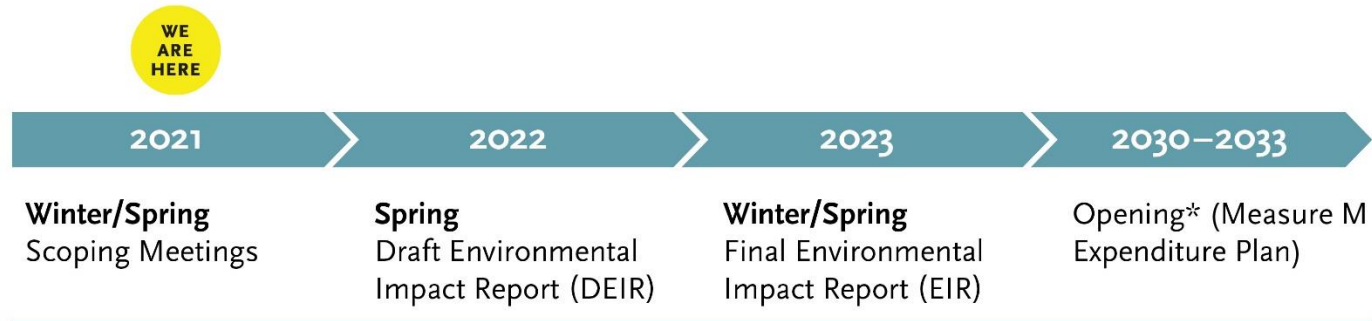 WE
ARE
HERE
2021
2022
2023
2030–2033
Winter/Spring
Scoping Meetings
Spring
Draft Environmental
Impact Report (DEIR)
Winter/Spring
Final Environmental
Impact Report (EIR)
Opening* (Measure M
Expenditure Plan)